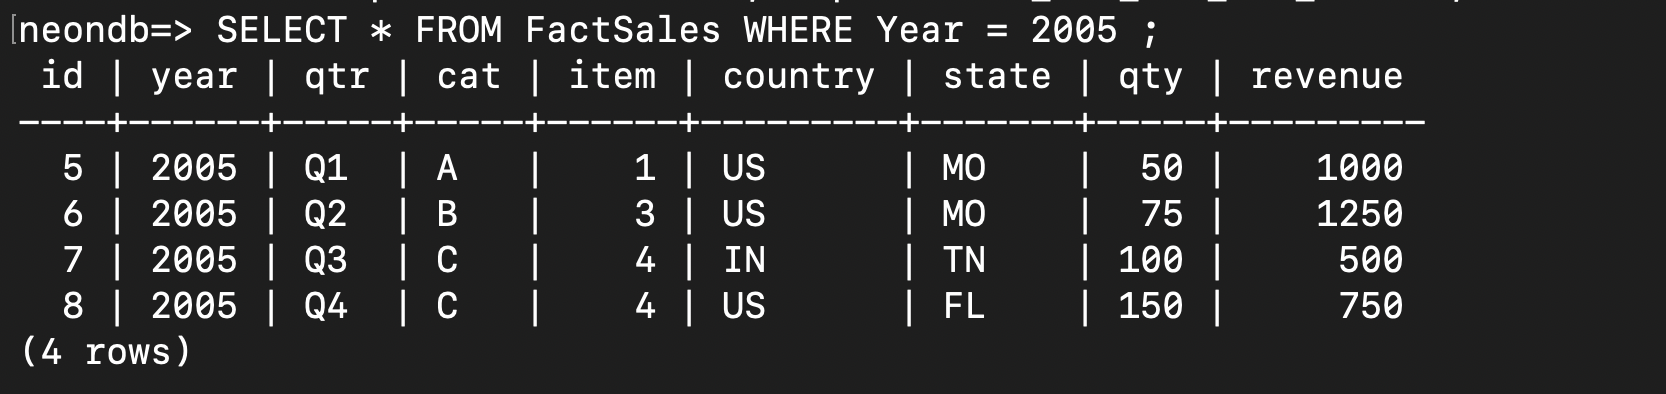 neondb=> SELECT * FROM FactSales WHERE Year = 2005 ;
 id | year | qtr | cat | item | country | state | qty | revenue
----+------+-----+-----+------+---------+-------+-----+---------
  5 | 2005 | Q1  | A   |    1 | US      | MO    |  50 |    1000
  6 | 2005 | Q2  | B   |    3 | US      | MO    |  75 |    1250
  7 | 2005 | Q3  | C   |    4 | IN      | TN    | 100 |     500
  8 | 2005 | Q4  | C   |    4 | US      | FL    | 150 |     750
(4 rows)